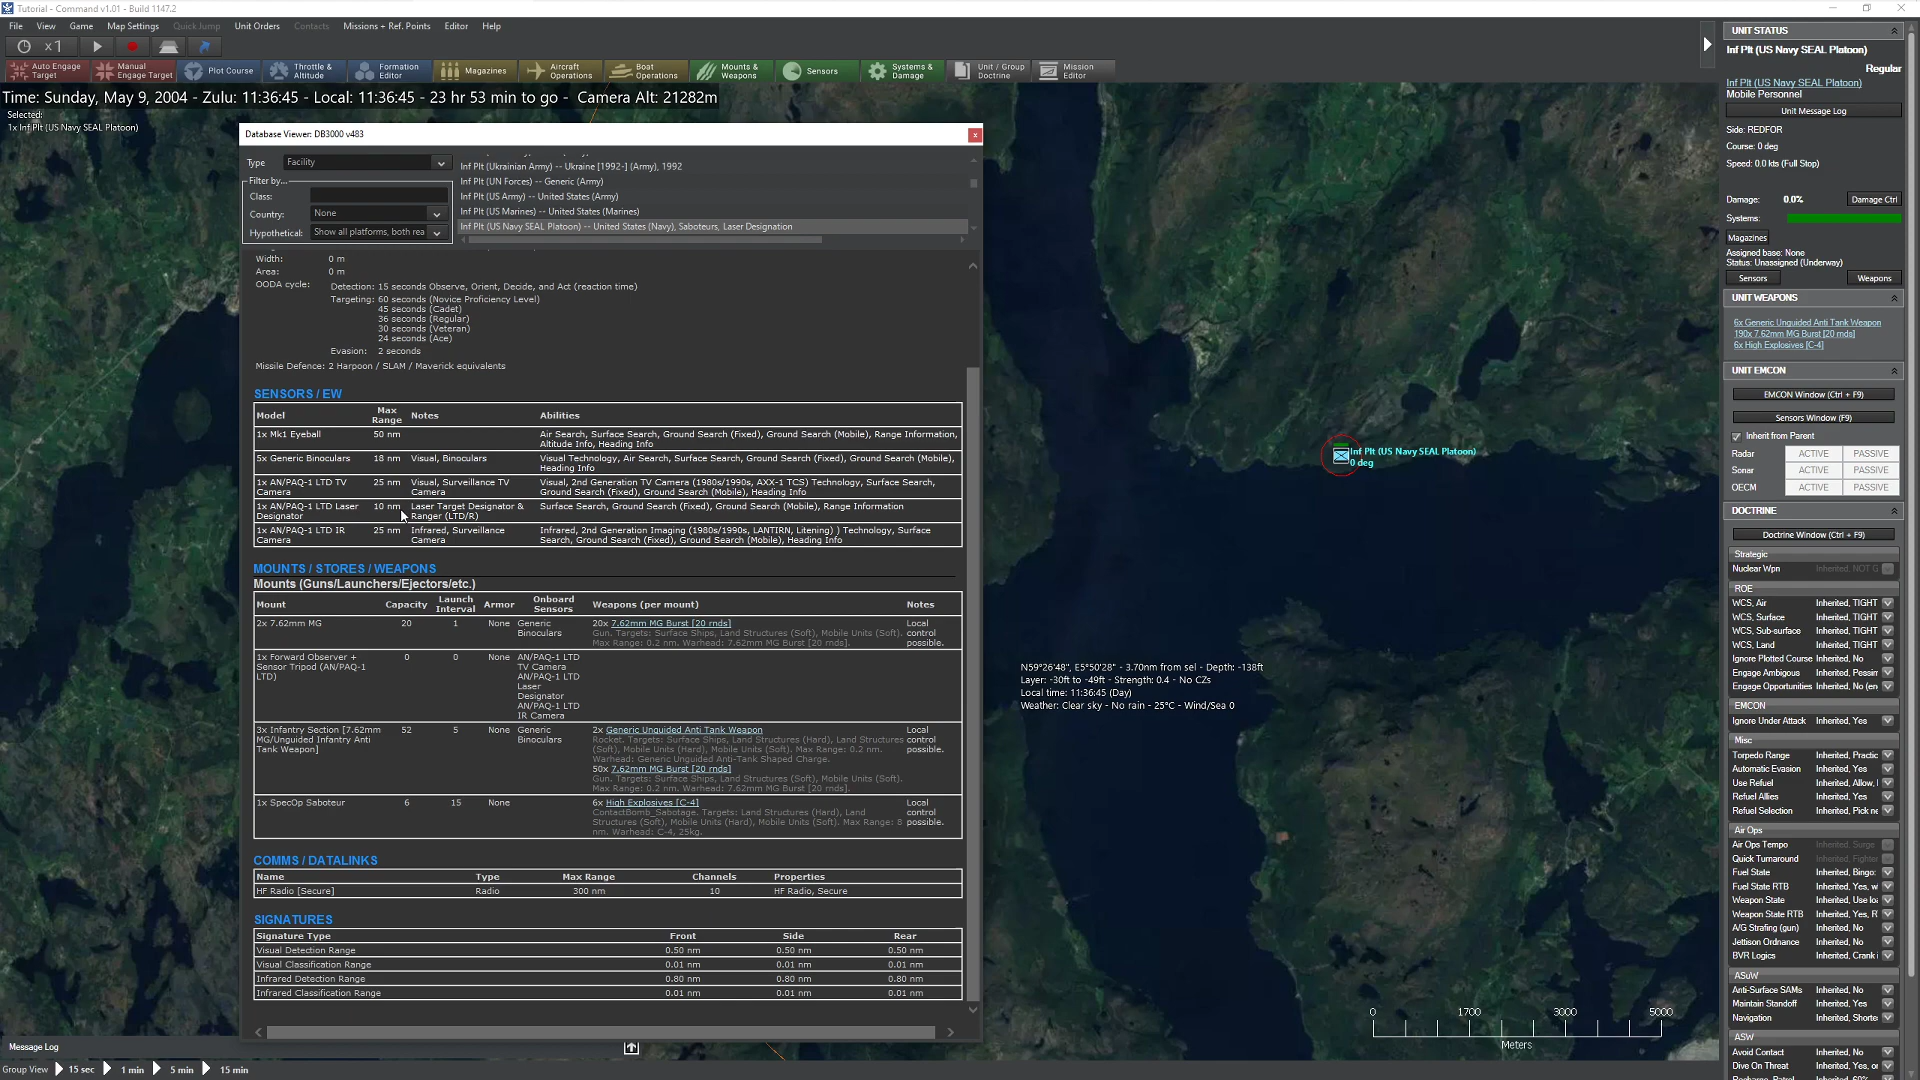 Tutorial - Command v1.01 - Build 1147.2
File View Game Map Settings Quick Jump Unit Orders Contacts Missions + Ref. Points Editor Help
x1
Auto Engage Target
Manual Engage Target
Plot Course
Throttle & Altitude
Formation Editor
Magazines
Aircraft Operations
Boat Operations
Mounts & Weapons
Sensors
Systems & Damage
Unit / Group Doctrine
Mission Editor
Time: Sunday, May 9, 2004 - Zulu: 11:36:45 - Local: 11:36:45 - 23 hr 53 min to go - Camera Alt: 21282m
Selected:
1x Inf Plt (US Navy SEAL Platoon)
Database Viewer: DB3000 v483
x
Type Facility
Filter by...
Class:
Country: None
Hypothetical: Show all platforms, both rea
Inf Plt (Ukrainian Army) -- Ukraine [1992-] (Army), 1992
Inf Plt (UN Forces) -- Generic (Army)
Inf Plt (US Army) -- United States (Army)
Inf Plt (US Marines) -- United States (Marines)
Inf Plt (US Navy SEAL Platoon) -- United States (Navy), Saboteurs, Laser Designation
Width: 0 m
Area: 0 m
OODA cycle: Detection: 15 seconds Observe, Orient, Decide, and Act (reaction time)
Targeting: 60 seconds (Novice Proficiency Level)
45 seconds (Cadet)
36 seconds (Regular)
30 seconds (Veteran)
24 seconds (Ace)
Evasion: 2 seconds
Missile Defence: 2 Harpoon / SLAM / Maverick equivalents
SENSORS / EW
Model Max Range Notes Abilities
1x Mk1 Eyeball 50 nm Air Search, Surface Search, Ground Search (Fixed), Ground Search (Mobile), Range Information,
Altitude Info, Heading Info
5x Generic Binoculars 18 nm Visual, Binoculars Visual Technology, Air Search, Surface Search, Ground Search (Fixed), Ground Search (Mobile),
Heading Info
1x AN/PAQ-1 LTD TV 25 nm Visual, Surveillance TV Visual, 2nd Generation TV Camera (1980s/1990s, AXX-1 TCS) Technology, Surface Search,
Camera Camera Ground Search (Fixed), Ground Search (Mobile), Heading Info
1x AN/PAQ-1 LTD Laser 10 nm Laser Target Designator & Surface Search, Ground Search (Fixed), Ground Search (Mobile), Range Information
Designator Ranger (LTD/R)
1x AN/PAQ-1 LTD IR 25 nm Infrared, Surveillance Infrared, 2nd Generation Imaging (1980s/1990s, LANTIRN, Litening) ) Technology, Surface
Camera Camera Search, Ground Search (Fixed), Ground Search (Mobile), Heading Info
MOUNTS / STORES / WEAPONS
Mounts (Guns/Launchers/Ejectors/etc.)
Mount Capacity Launch Interval Armor Onboard Sensors Weapons (per mount) Notes
2x 7.62mm MG 20 1 None Generic 20x 7.62mm MG Burst [20 rnds] Local
Binoculars Gun. Targets: Surface Ships, Land Structures (Soft), Mobile Units (Soft). control
Max Range: 0.2 nm. Warhead: 7.62mm MG Burst [20 rnds]. possible.
1x Forward Observer + 0 0 None AN/PAQ-1 LTD
Sensor Tripod (AN/PAQ-1 TV Camera
LTD) AN/PAQ-1 LTD
Laser
Designator
AN/PAQ-1 LTD
IR Camera
3x Infantry Section [7.62mm 52 5 None Generic 2x Generic Unguided Anti Tank Weapon Local
MG/Unguided Infantry Anti Binoculars Rocket. Targets: Surface Ships, Land Structures (Hard), Land Structures control
Tank Weapon] (Soft), Mobile Units (Hard), Mobile Units (Soft). Max Range: 0.2 nm. possible.
Warhead: Generic Unguided Anti-Tank Shaped Charge.
50x 7.62mm MG Burst [20 rnds]
Gun. Targets: Surface Ships, Land Structures (Soft), Mobile Units (Soft).
Max Range: 0.2 nm. Warhead: 7.62mm MG Burst [20 rnds].
1x SpecOp Saboteur 6 15 None 6x High Explosives [C-4] Local
ContactBomb_Sabotage. Targets: Land Structures (Hard), Land control
Structures (Soft), Mobile Units (Hard), Mobile Units (Soft). Max Range: 8 possible.
nm. Warhead: C-4, 25kg.
COMMS / DATALINKS
Name Type Max Range Channels Properties
HF Radio [Secure] Radio 300 nm 10 HF Radio, Secure
SIGNATURES
Signature Type Front Side Rear
Visual Detection Range 0.50 nm 0.50 nm 0.50 nm
Visual Classification Range 0.01 nm 0.01 nm 0.01 nm
Infrared Detection Range 0.80 nm 0.80 nm 0.80 nm
Infrared Classification Range 0.01 nm 0.01 nm 0.01 nm
Inf Plt (US Navy SEAL Platoon)
0 deg
N59°26'48", E5°50'28" - 3.70nm from sel - Depth: -138ft
Layer: -30ft to -49ft - Strength: 0.4 - No CZs
Local time: 11:36:45 (Day)
Weather: Clear sky - No rain - 25°C - Wind/Sea 0
0 1700 3000 5000
Meters
Message Log
Group View 15 sec 1 min 5 min 15 min
UNIT STATUS
Inf Plt (US Navy SEAL Platoon)
Regular
Inf Plt (US Navy SEAL Platoon)
Mobile Personnel
Unit Message Log
Side: REDFOR
Course: 0 deg
Speed: 0.0 kts (Full Stop)
Damage: 0.0% Damage Ctrl
Systems:
Magazines
Assigned base: None
Status: Unassigned (Underway)
Sensors Weapons
UNIT WEAPONS
6x Generic Unguided Anti Tank Weapon
190x 7.62mm MG Burst [20 rnds]
6x High Explosives [C-4]
UNIT EMCON
EMCON Window (Ctrl + F9)
Sensors Window (F9)
Inherit from Parent
Radar ACTIVE PASSIVE
Sonar ACTIVE PASSIVE
OECM ACTIVE PASSIVE
DOCTRINE
Doctrine Window (Ctrl + F9)
Strategic
Nuclear Wpn Inherited, NOT G
ROE
WCS, Air Inherited, TIGHT
WCS, Surface Inherited, TIGHT
WCS, Sub-surface Inherited, TIGHT
WCS, Land Inherited, TIGHT
Ignore Plotted Course Inherited, No
Engage Ambiguous Inherited, Pessin
Engage Opportunities Inherited, No (en
EMCON
Ignore Under Attack Inherited, Yes
Misc
Torpedo Range Inherited, Practic
Automatic Evasion Inherited, Yes
Use Refuel Inherited, Allow, I
Refuel Allies Inherited, Yes
Refuel Selection Inherited, Pick ne
Air Ops
Air Ops Tempo Inherited, Surge
Quick Turnaround Inherited, Fighter
Fuel State Inherited, Bingo:
Fuel State RTB Inherited, Yes, w
Weapon State Inherited, Use loa
Weapon State RTB Inherited, Yes, R
A/G Strafing (gun) Inherited, No
Jettison Ordnance Inherited, No
BVR Logics Inherited, Crank i
ASuW
Anti-Surface SAMs Inherited, No
Maintain Standoff Inherited, Yes
Navigation Inherited, Shorte
ASW
Avoid Contact Inherited, No
Dive On Threat Inherited, Yes, or